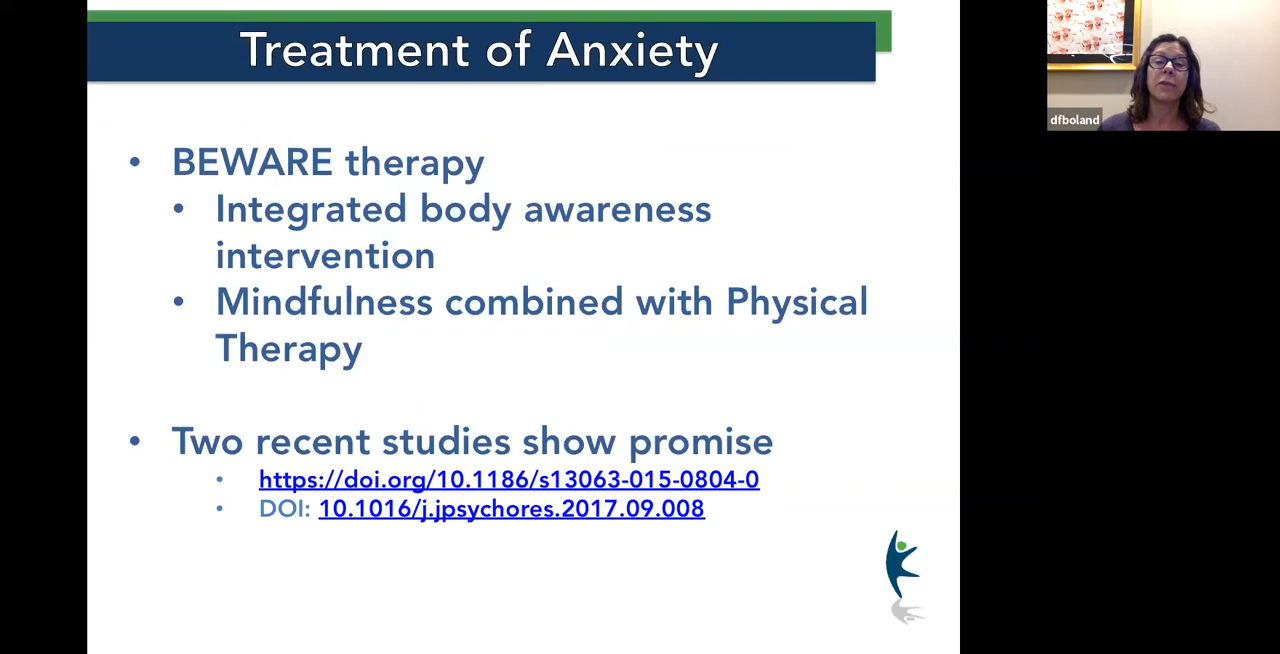 Treatment of Anxiety
• BEWARE therapy
• Integrated body awareness
intervention
• Mindfulness combined with Physical
Therapy
• Two recent studies show promise
• https://doi.org/10.1186/s13063-015-0804-0
• DOI: 10.1016/j.jpsychores.2017.09.008
dfboland